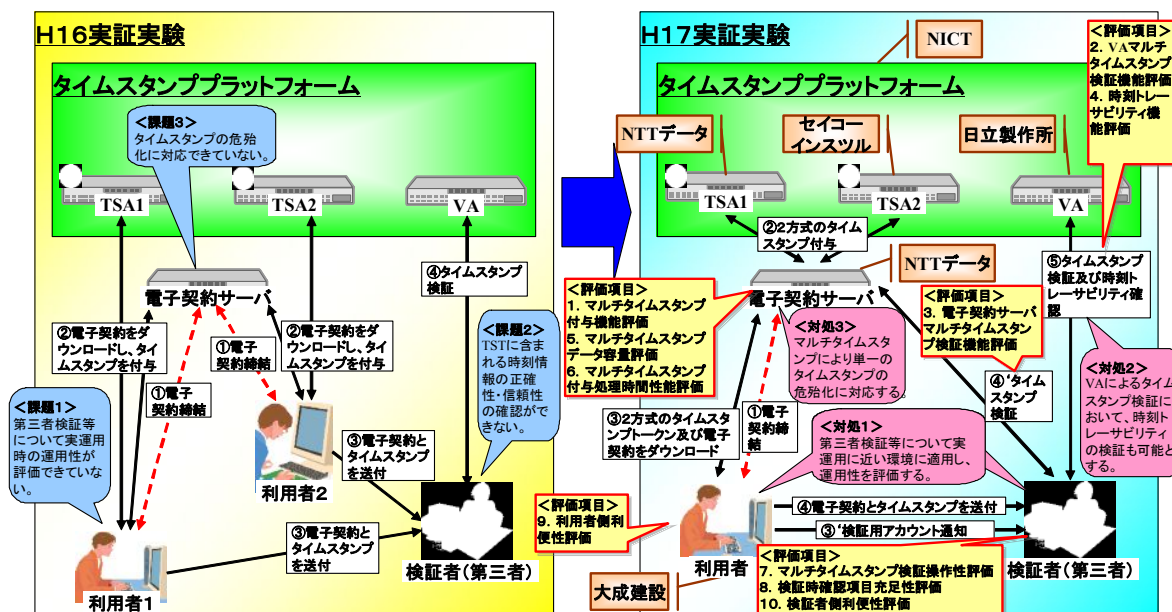 H16実証実験
タイムスタンププラットフォーム
<課題3>
タイムスタンプの危殆
化に対応できていない。
TSA1
TSA2
VA
電子契約サーバ
④タイムスタンプ
検証
②電子契約をダ
ウンロードし、タイ
ムスタンプを付与
①電子
契約締結
②電子契約をダ
ウンロードし、タイ
ムスタンプを付与
①電子
契約締結
<課題2>
TSTに含ま
れる時刻情
報の正確
性・信頼性
の確認がで
きない。
<課題1>
第三者検証等
について実運用
時の運用性が
評価できていな
い。
利用者2
③電子契約と
タイムスタンプ
を送付
③電子契約と
タイムスタンプを
送付
利用者1
検証者(第三者)
H17実証実験
NICT
<評価項目>
2. VAマルチ
タイムスタンプ
検証機能評価
4. 時刻トレー
サビリティ機
能評価
タイムスタンププラットフォーム
NTTデータ
セイコー
インスツル
日立製作所
TSA1
TSA2
VA
②2方式のタイム
スタンプ付与
NTTデータ
電子契約サーバ
⑤タイムスタンプ
検証及び時刻ト
レーサビリティ確
認
<評価項目>
1. マルチタイムスタンプ
付与機能評価
5. マルチタイムスタンプ
データ容量評価
6. マルチタイムスタンプ
付与処理時間性能評価
<評価項目>
3. 電子契約サーバ
マルチタイムスタン
プ検証機能評価
<対処3>
マルチタイムスタ
ンプにより単一の
タイムスタンプの
危殆化に対応する。
④'タイム
スタンプ
検証
<対処2>
VAによるタイム
スタンプ検証に
おいて、時刻ト
レーサビリティ
の検証も可能と
する。
③2方式のタイムスタ
ンプトークン及び電子
契約をダウンロード
①電子
契約締
結
<対処1>
第三者検証等について実
運用に近い環境に適用し、
運用性を評価する。
<評価項目>
9. 利用者側利
便性評価
④電子契約とタイムスタンプを送付
③'検証用アカウント通知
利用者
検証者(第三者)
大成建設
<評価項目>
7. マルチタイムスタンプ検証操作性評価
8. 検証時確認項目充足性評価
10. 検証者側利便性評価